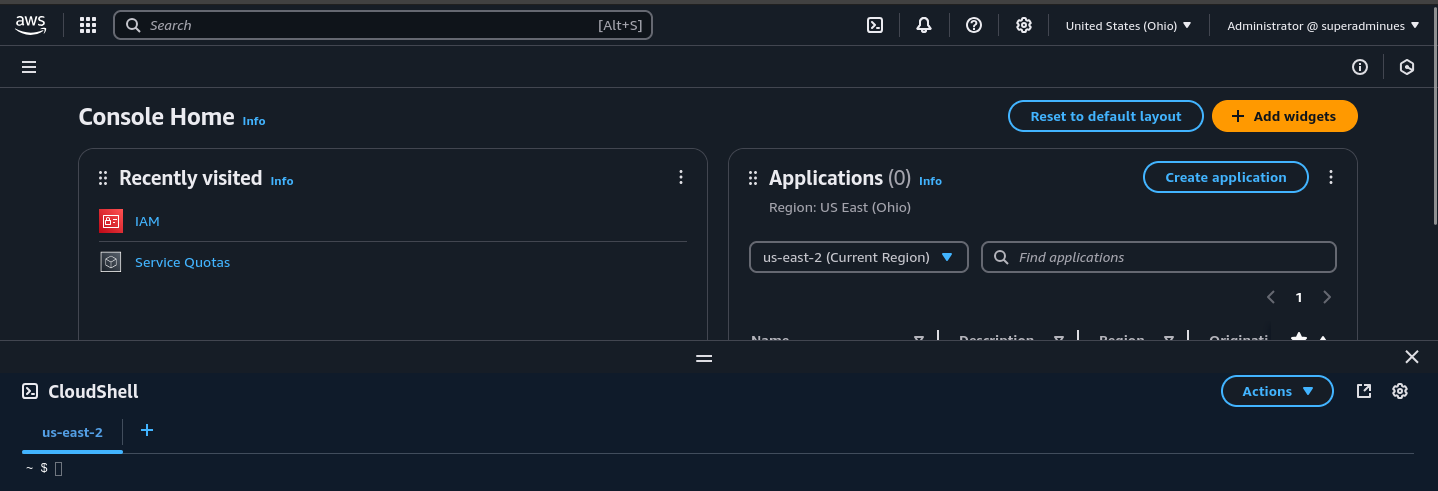 aws
Search [Alt+S]
United States (Ohio)
Administrator @ superadminues
Console Home Info
Reset to default layout
Add widgets
Recently visited Info
IAM
Service Quotas
Applications (0) Info
Create application
Region: US East (Ohio)
us-east-2 (Current Region)
Find applications
1
Name Description Region Originati
CloudShell
Actions
us-east-2
~ $